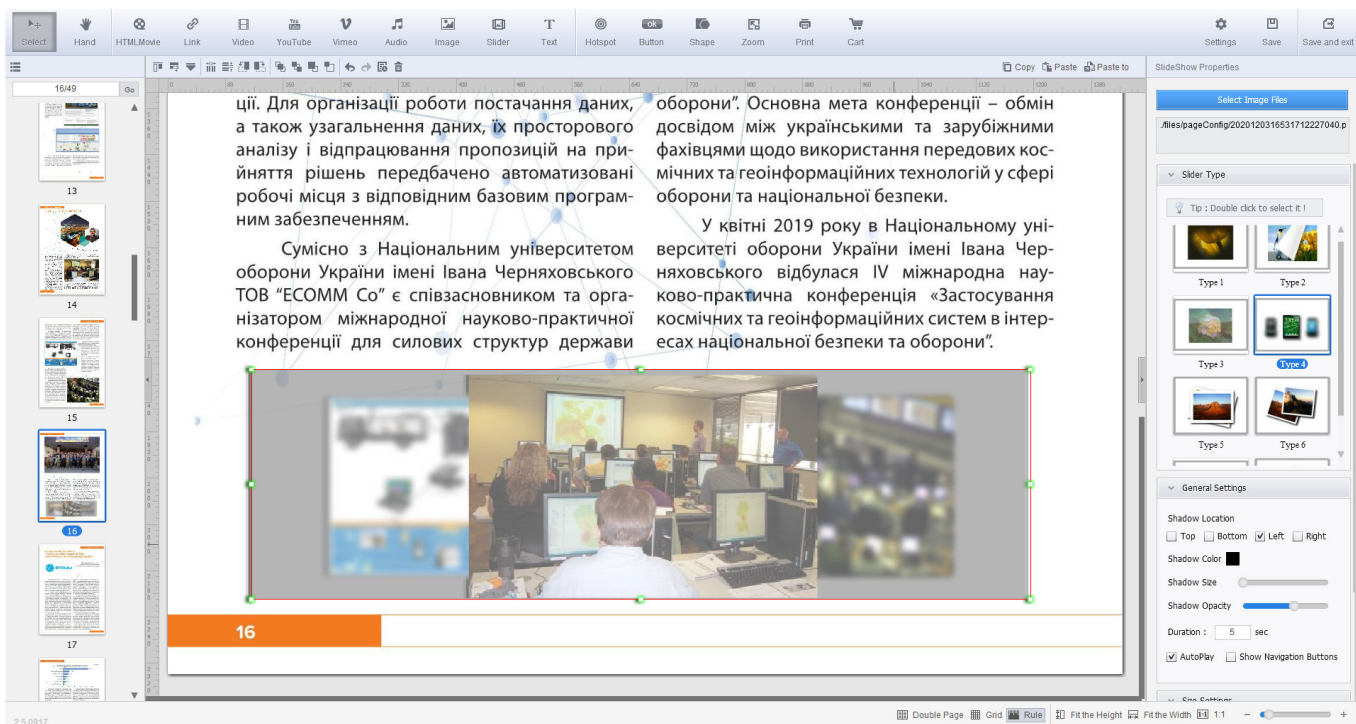 Select Hand HTMLMovie Link Video YouTube Vimeo Audio Image Slider Text Hotspot Button Shape Zoom Print Cart Settings Save Save and exit
Copy Paste Paste to
SlideShow Properties
16/49 Go
13
14
15
16
17
ції. Для організації роботи постачання даних,
а також узагальнення даних, їх просторового
аналізу і відпрацювання пропозицій на при-
йняття рішень передбачено автоматизовані
робочі місця з відповідним базовим програм-
ним забезпеченням.
Сумісно з Національним університетом
оборони України імені Івана Черняховського
ТОВ “ECOMM Co” є співзасновником та орга-
нізатором міжнародної науково-практичної
конференції для силових структур держави
оборони”. Основна мета конференції – обмін
досвідом між українськими та зарубіжними
фахівцями щодо використання передових кос-
мічних та геоінформаційних технологій у сфері
оборони та національної безпеки.
У квітні 2019 року в Національному уні-
верситеті оборони України імені Івана Чер-
няховського відбулася IV міжнародна нау-
ково-практична конференція «Застосування
космічних та геоінформаційних систем в інтер-
есах національної безпеки та оборони”.
16
Select Image Files
/files/pageConfig/2020120316531712227040.p
Slider Type
Tip : Double click to select it !
Type 1 Type 2
Type 3 Type 4
Type 5 Type 6
General Settings
Shadow Location
Top Bottom Left Right
Shadow Color
Shadow Size
Shadow Opacity
Duration : 5 sec
AutoPlay Show Navigation Buttons
Size Settings
2.5.0917
Double Page Grid Rule Fit the Height Fit the Width 1:1 - +